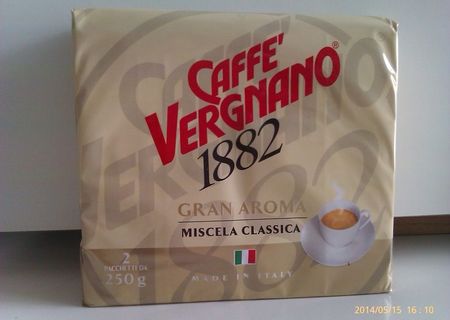 CAFFE'
VERGNANO®
1882
GRAN AROMA
MISCELA CLASSICA
2
PACCHETTI DA
250 g
MADE IN ITALY
2014/05/15 16:10